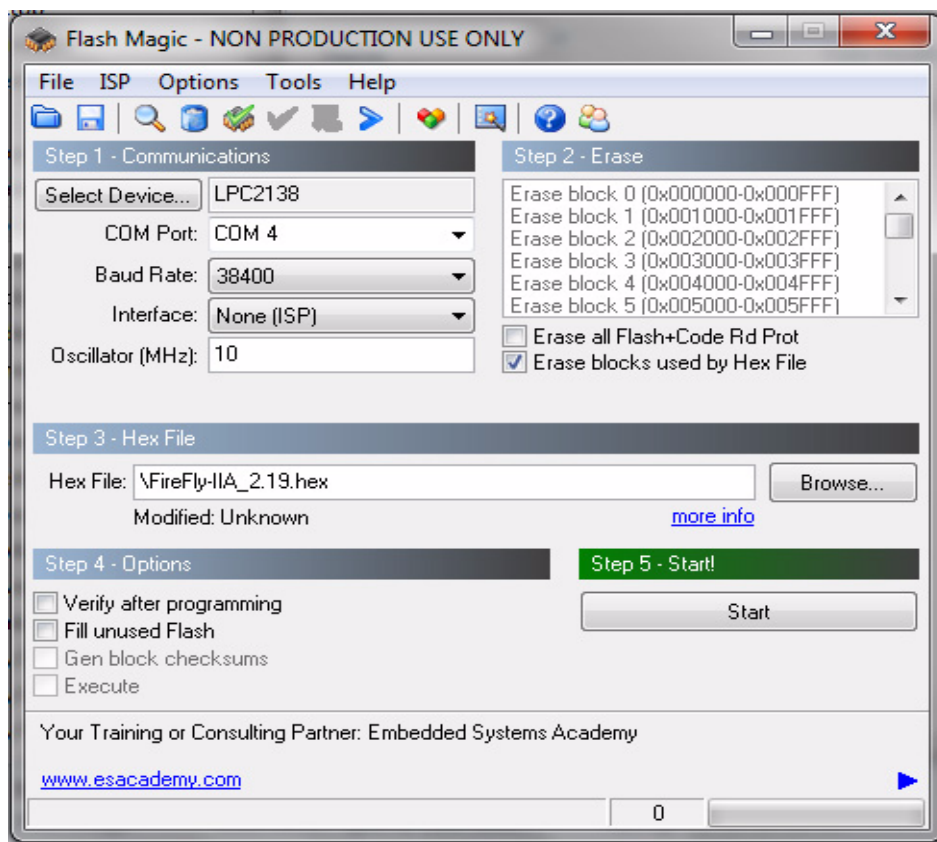 Flash Magic - NON PRODUCTION USE ONLY
File ISP Options Tools Help
Step 1 - Communications
Select Device... LPC2138
COM Port: COM 4
Baud Rate: 38400
Interface: None (ISP)
Oscillator (MHz): 10
Step 2 - Erase
Erase block 0 (0x000000-0x000FFF)
Erase block 1 (0x001000-0x001FFF)
Erase block 2 (0x002000-0x002FFF)
Erase block 3 (0x003000-0x003FFF)
Erase block 4 (0x004000-0x004FFF)
Erase block 5 (0x005000-0x005FFF)
Erase all Flash+Code Rd Prot
Erase blocks used by Hex File
Step 3 - Hex File
Hex File: \FireFly-IIA_2.19.hex Browse...
Modified: Unknown more info
Step 4 - Options
Verify after programming
Fill unused Flash
Gen block checksums
Execute
Step 5 - Start!
Start
Your Training or Consulting Partner: Embedded Systems Academy
www.esacademy.com
0